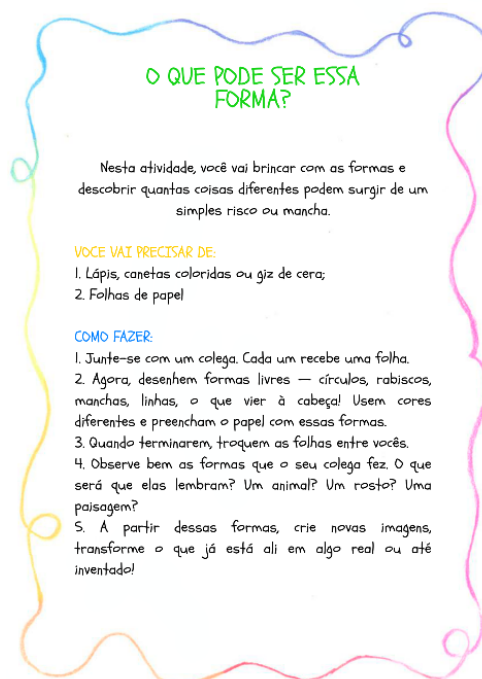 O QUE PODE SER ESSA
FORMA?
Nesta atividade, você vai brincar com as formas e
descobrir quantas coisas diferentes podem surgir de um
simples risco ou mancha.
VOCE VAI PRECISAR DE:
1. Lápis, canetas coloridas ou giz de cera;
2. Folhas de papel
COMO FAZER:
1. Junte-se com um colega. Cada um recebe uma folha.
2. Agora, desenhem formas livres — círculos, rabiscos,
manchas, linhas, o que vier à cabeça! Usem cores
diferentes e preencham o papel com essas formas.
3. Quando terminarem, troquem as folhas entre vocês.
4. Observe bem as formas que o seu colega fez. O que
será que elas lembram? Um animal? Um rosto? Uma
paisagem?
5. A partir dessas formas, crie novas imagens,
transforme o que já está ali em algo real ou até
inventado!